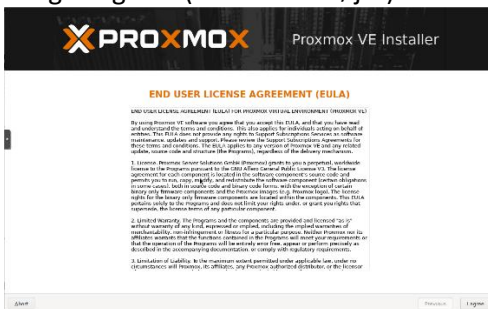 PROXMOX
Proxmox VE Installer
END USER LICENSE AGREEMENT (EULA)
END USER LICENSE AGREEMENT (EULA) FOR PROXMOX VIRTUAL ENVIRONMENT (PROXMOX VE)
By using Proxmox VE software you agree that you accept this EULA, and that you have read
and understand the terms and conditions. This also applies for individuals acting on behalf of
entities. This EULA does not provide any rights to Support Subscriptions Services as software
maintenance, updates and support. Please review the Support Subscriptions Agreements for
these terms and conditions. The EULA applies to any version of Proxmox VE and any related
update, source code and structure (the Programs), regardless of the delivery mechanism.
1. License. Proxmox Server Solutions GmbH (Proxmox) grants to you a perpetual, worldwide
license to the Programs pursuant to the GNU Affero General Public License V3. The license
agreement for each component is located in the software component's source code and
permits you to run, copy, modify, and redistribute the software component (certain obligations
in some cases), both in source code and binary code forms, with the exception of certain
binary only firmware components and the Proxmox images (e.g. Proxmox logo). The license
rights for the binary only firmware components are located within the components. This EULA
pertains solely to the Programs and does not limit your rights under, or grant you rights that
supersede, the license terms of any particular component.
2. Limited Warranty. The Programs and the components are provided and licensed "as is"
without warranty of any kind, expressed or implied, including the implied warranties of
merchantability, non-infringement or fitness for a particular purpose. Neither Proxmox nor its
affiliates warrants that the functions contained in the Programs will meet your requirements or
that the operation of the Programs will be entirely error free, appear or perform precisely as
described in the accompanying documentation, or comply with regulatory requirements.
3. Limitation of Liability. To the maximum extent permitted under applicable law, under no
circumstances will Proxmox, its affiliates, any Proxmox authorized distributor, or the licensor
Abort
Previous
I agree